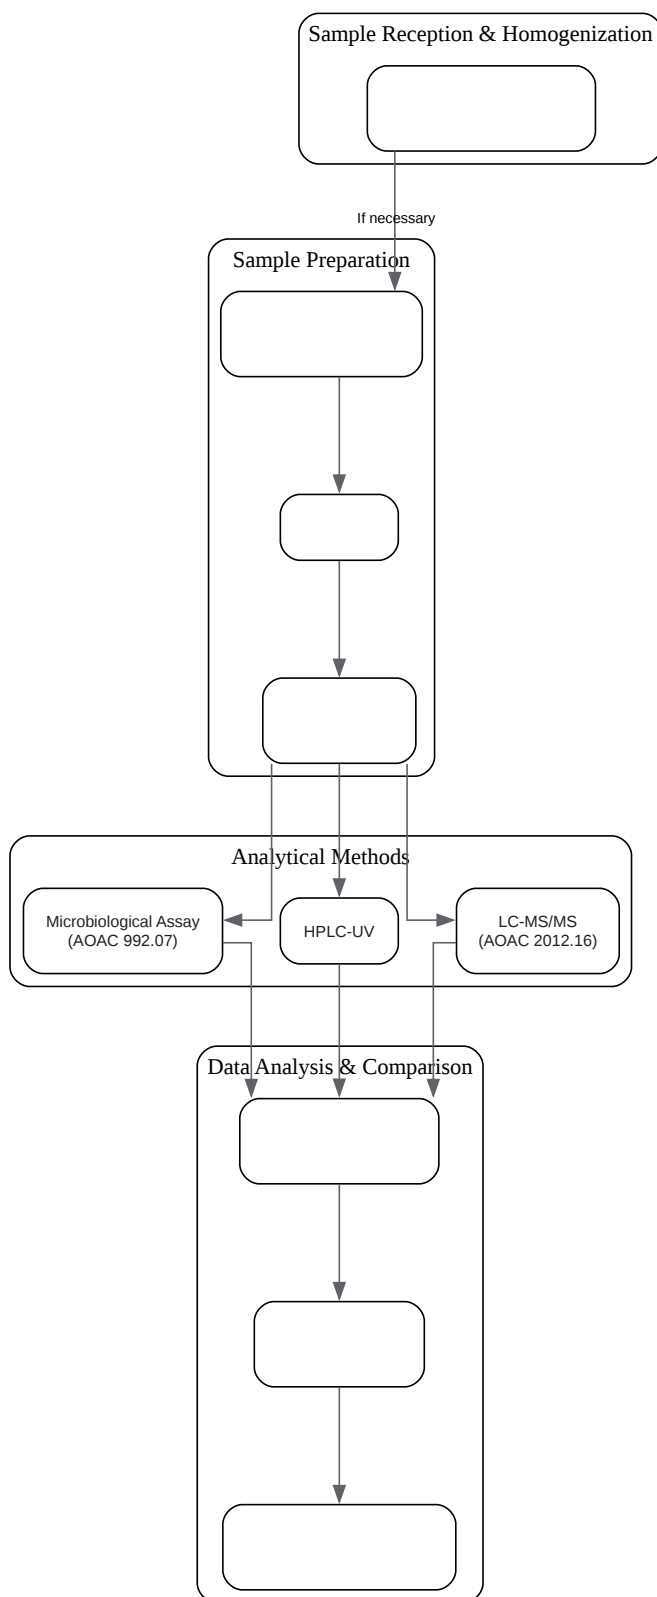 Sample Reception & Homogenization
If necessary
Sample Preparation
Analytical Methods
Microbiological Assay
(AOAC 992.07)
HPLC-UV
LC-MS/MS
(AOAC 2012.16)
Data Analysis & Comparison